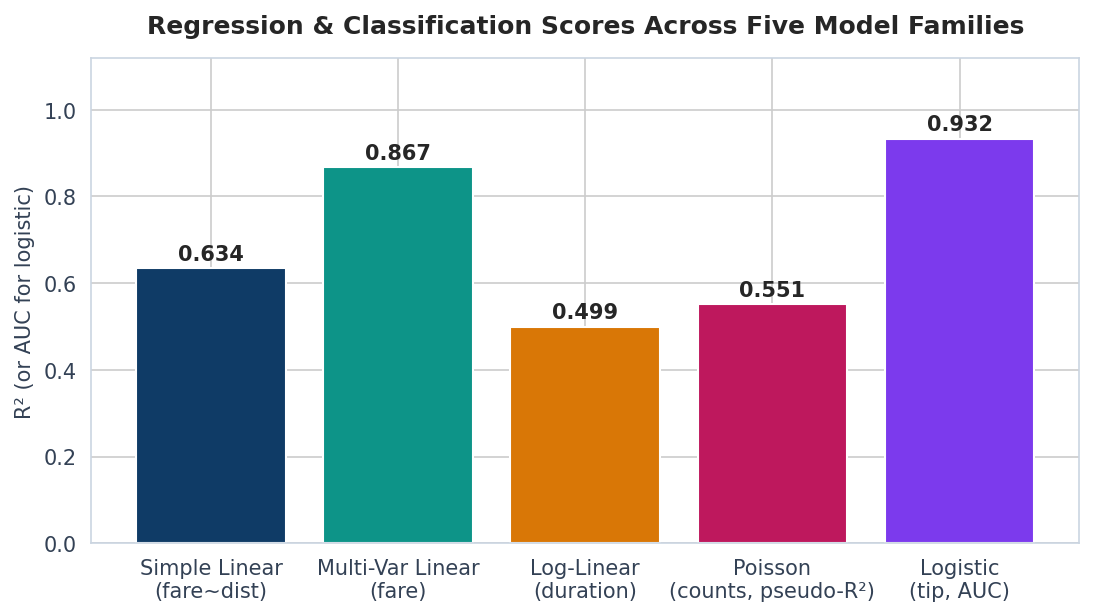 Regression & Classification Scores Across Five Model Families
R² (or AUC for logistic)
1.0
0.8
0.6
0.4
0.2
0.0
0.634
0.867
0.499
0.551
0.932
Simple Linear
(fare~dist)
Multi-Var Linear
(fare)
Log-Linear
(duration)
Poisson
(counts, pseudo-R²)
Logistic
(tip, AUC)